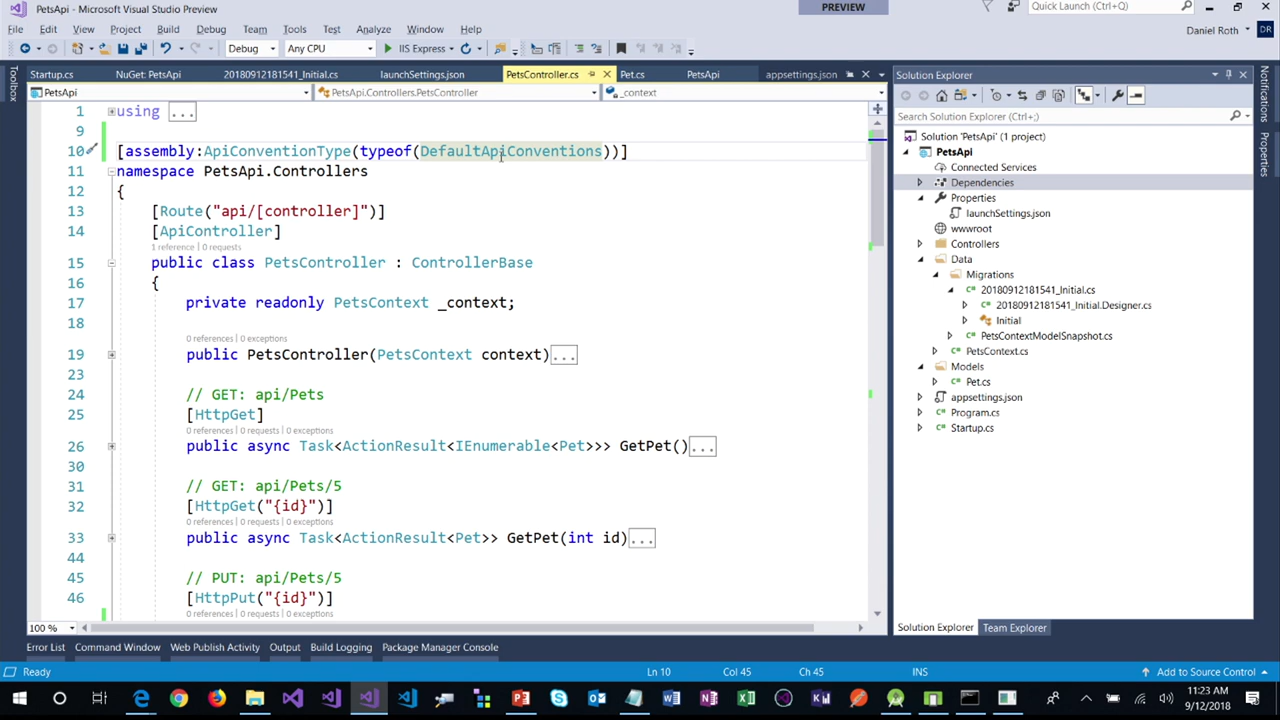 PetsApi - Microsoft Visual Studio Preview
PREVIEW
Quick Launch (Ctrl+Q)
File Edit View Project Build Debug Team Tools Test Analyze Window Help
Daniel Roth DR
Debug Any CPU IIS Express
Toolbox
Startup.cs NuGet: PetsApi 20180912181541_Initial.cs launchSettings.json PetsController.cs Pet.cs PetsApi appsettings.json
PetsApi PetsApi.Controllers.PetsController _context
1 using ...
9
10 [assembly:ApiConventionType(typeof(DefaultApiConventions))]
11 namespace PetsApi.Controllers
12 {
13 [Route("api/[controller]")]
14 [ApiController]
1 reference | 0 requests
15 public class PetsController : ControllerBase
16 {
17 private readonly PetsContext _context;
18
0 references | 0 exceptions
19 public PetsController(PetsContext context)...
23
24 // GET: api/Pets
25 [HttpGet]
0 references | 0 requests | 0 exceptions
26 public async Task<ActionResult<IEnumerable<Pet>>> GetPet()...
30
31 // GET: api/Pets/5
32 [HttpGet("{id}")]
0 references | 0 requests | 0 exceptions
33 public async Task<ActionResult<Pet>> GetPet(int id)...
44
45 // PUT: api/Pets/5
46 [HttpPut("{id}")]
0 references | 0 requests | 0 exceptions
100 %
Solution Explorer
Search Solution Explorer (Ctrl+;)
Solution 'PetsApi' (1 project)
PetsApi
Connected Services
Dependencies
Properties
launchSettings.json
wwwroot
Controllers
Data
Migrations
20180912181541_Initial.cs
20180912181541_Initial.Designer.cs
Initial
PetsContextModelSnapshot.cs
PetsContext.cs
Models
Pet.cs
appsettings.json
Program.cs
Startup.cs
Solution Explorer Team Explorer
Notifications
Properties
Error List Command Window Web Publish Activity Output Build Logging Package Manager Console
Ready Ln 10 Col 45 Ch 45 INS Add to Source Control
11:23 AM
9/12/2018